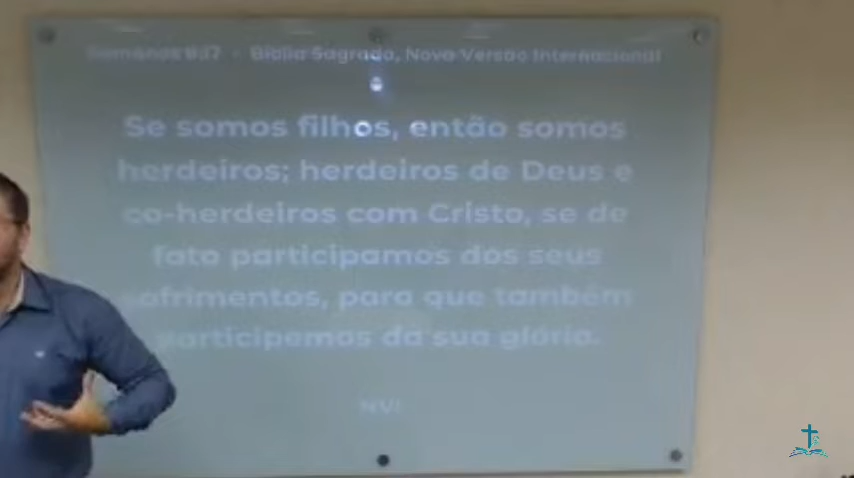 Romanos 8:17 - Bíblia Sagrada, Nova Versão Internacional
Se somos filhos, então somos
herdeiros; herdeiros de Deus e
co-herdeiros com Cristo, se de
fato participamos dos seus
sofrimentos, para que também
participemos da sua glória.
NVI